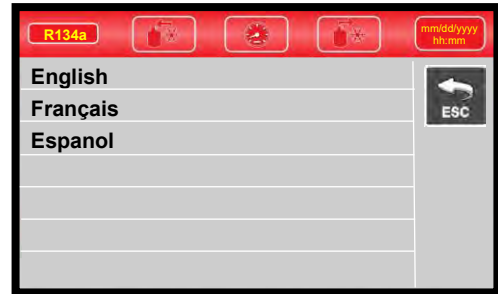 R134a
mm/dd/yyyy
hh:mm
English
Français
Espanol
ESC